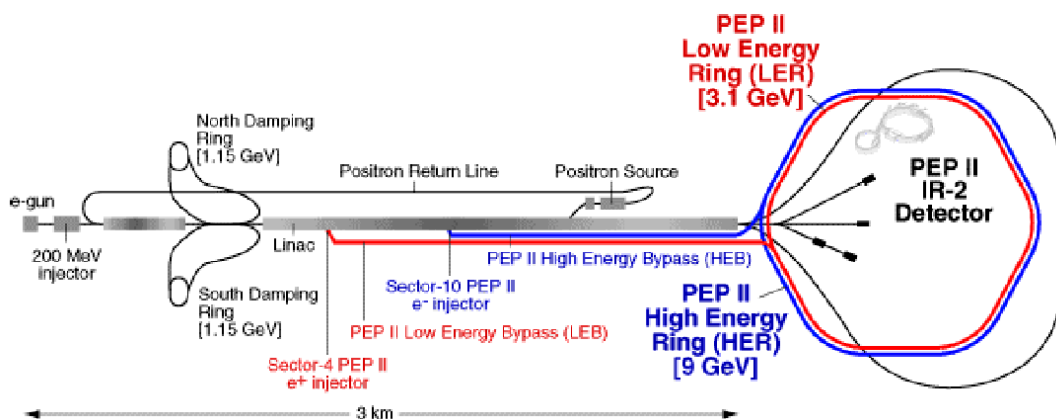 PEP II
Low Energy
Ring (LER)
[3.1 GeV]
North Damping
Ring
[1.15 GeV]
Positron Return Line
Positron Source
e-gun
200 MeV
injector
Linac
PEP II High Energy Bypass (HEB)
Sector-10 PEP II
e⁻ injector
PEP II Low Energy Bypass (LEB)
Sector-4 PEP II
e⁺ injector
South Damping
Ring
[1.15 GeV]
PEP II
IR-2
Detector
PEP II
High Energy
Ring (HER)
[9 GeV]
3 km